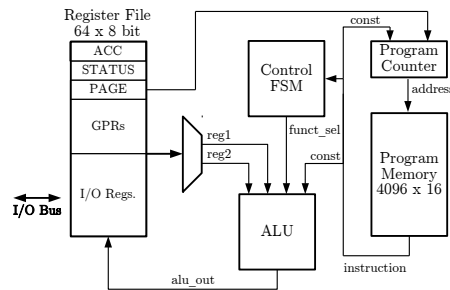 Register File
64 x 8 bit
ACC
STATUS
PAGE
GPRs
I/O Regs.
I/O Bus
reg1
reg2
Control
FSM
funct_sel
const
const
Program
Counter
address
Program
Memory
4096 x 16
ALU
alu_out
instruction